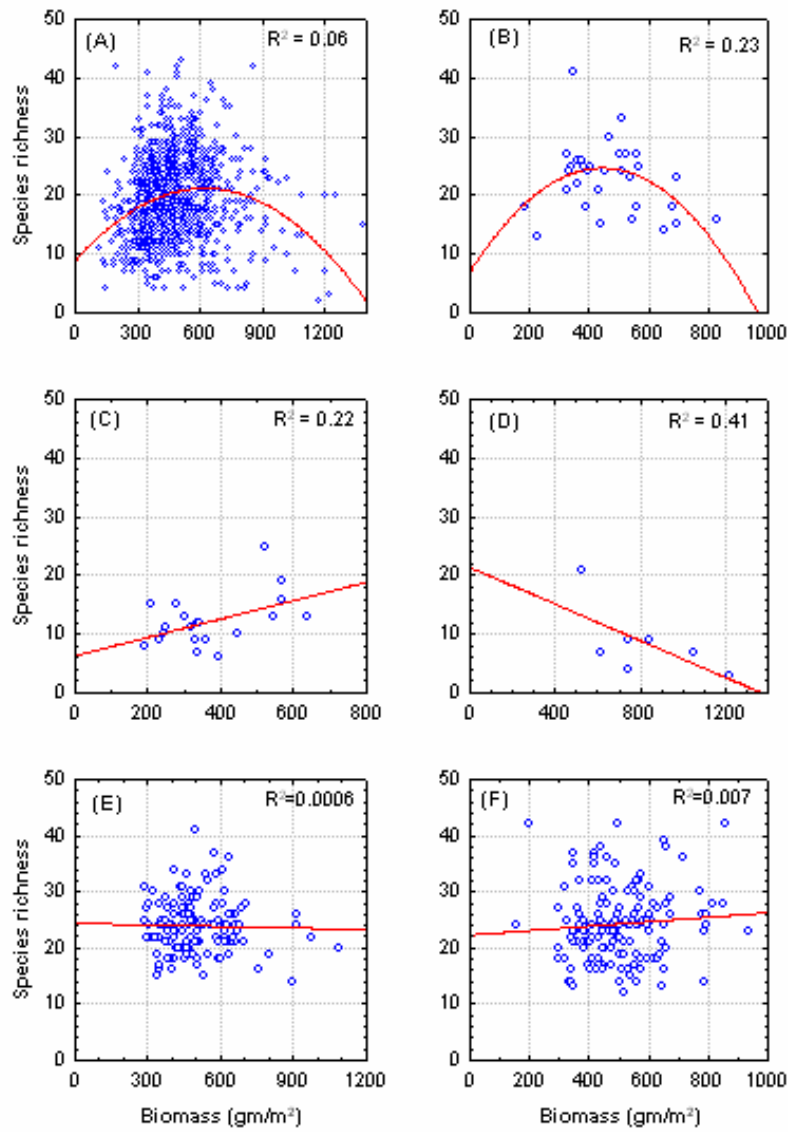 50
40
30
20
10
0
Species richness
(A)
R² = 0.06
0 300 600 900 1200
50
40
30
20
10
0
(B)
R² = 0.23
0 200 400 600 800 1000
50
40
30
20
10
0
Species richness
(C)
R² = 0.22
0 200 400 600 800
50
40
30
20
10
0
(D)
R² = 0.41
0 400 800 1200
50
40
30
20
10
0
Species richness
(E)
R²=0.0006
0 300 600 900 1200
Biomass (gm/m²)
50
40
30
20
10
0
(F)
R²=0.007
0 200 400 600 800 1000
Biomass (gm/m²)